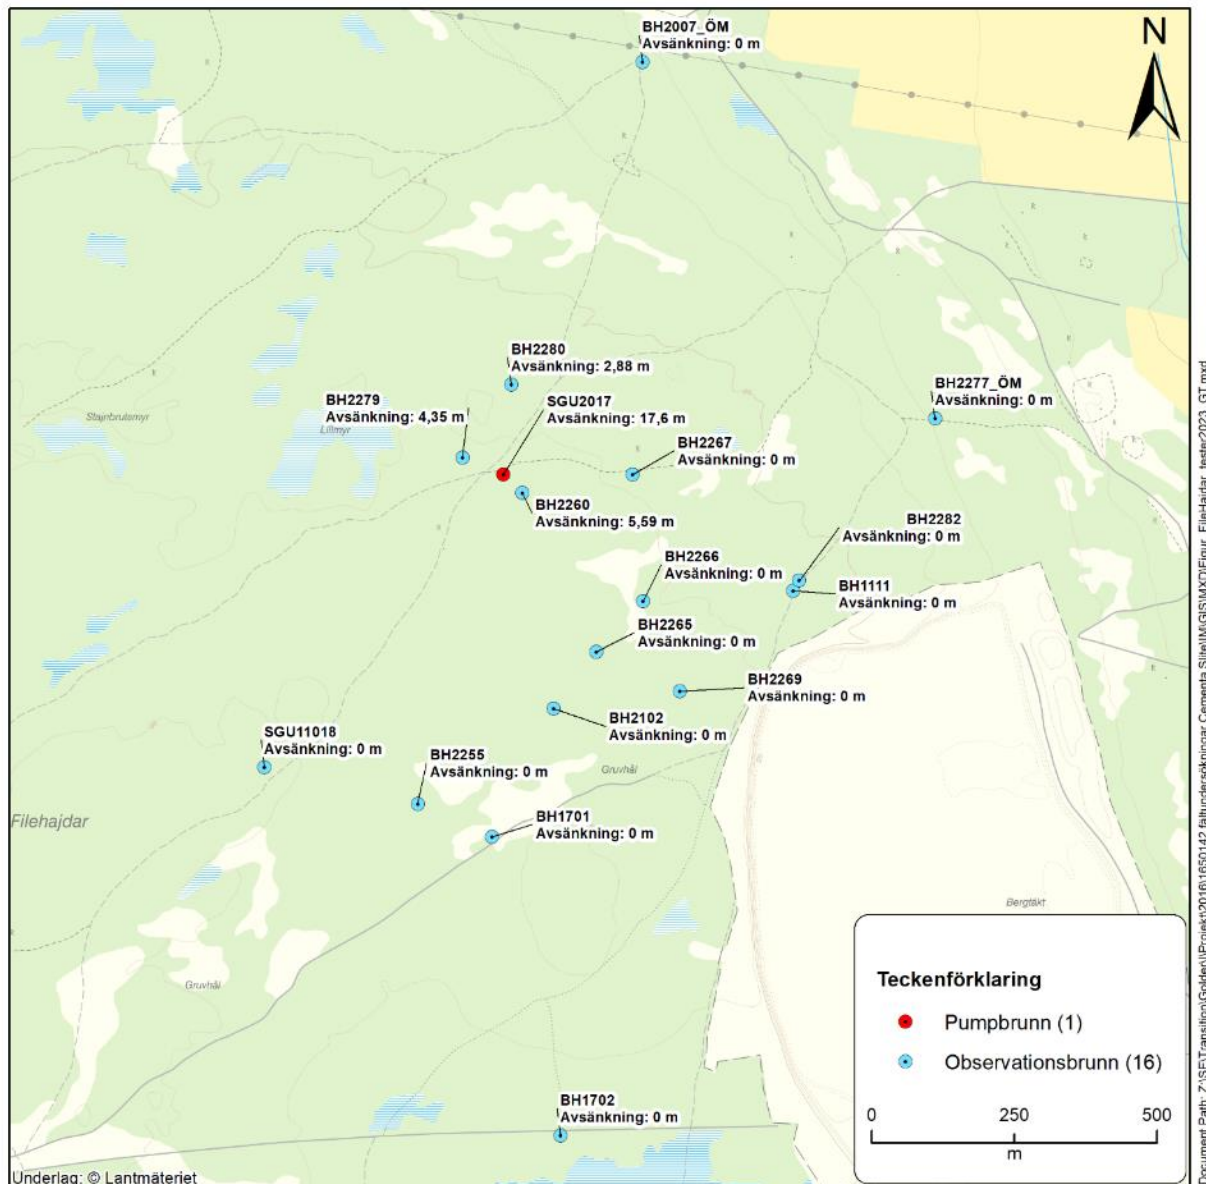 BH2007_ÖM
Avsänkning: 0 m
N
BH2280
Avsänkning: 2,88 m
BH2277_ÖM
Avsänkning: 0 m
BH2279
Avsänkning: 4,35 m
SGU2017
Avsänkning: 17,6 m
Stajnbrutsmyr
Lillmyr
BH2267
Avsänkning: 0 m
BH2260
Avsänkning: 5,59 m
BH2282
Avsänkning: 0 m
BH2266
Avsänkning: 0 m
BH1111
Avsänkning: 0 m
BH2265
Avsänkning: 0 m
BH2269
Avsänkning: 0 m
BH2102
Avsänkning: 0 m
SGU11018
Avsänkning: 0 m
BH2255
Avsänkning: 0 m
Gruvhål
Filehajdar
BH1701
Avsänkning: 0 m
Bergtäkt
Gruvhål
Teckenförklaring
Pumpbrunn (1)
Observationsbrunn (16)
BH1702
Avsänkning: 0 m
0 250 500
m
Underlag: © Lantmäteriet